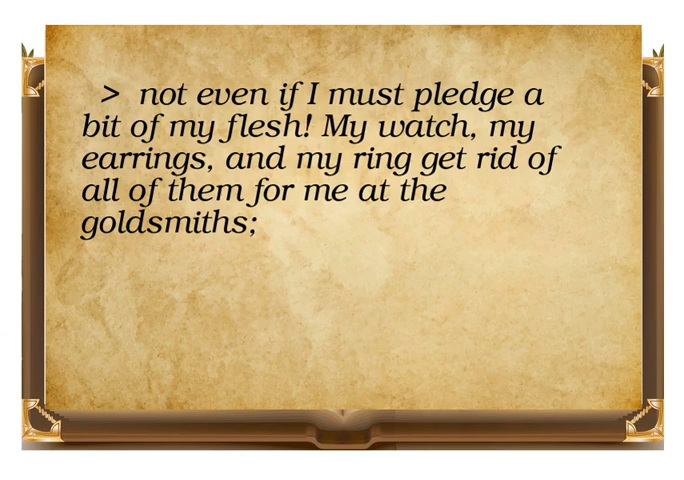 > not even if I must pledge a
bit of my flesh! My watch, my
earrings, and my ring get rid of
all of them for me at the
goldsmiths;